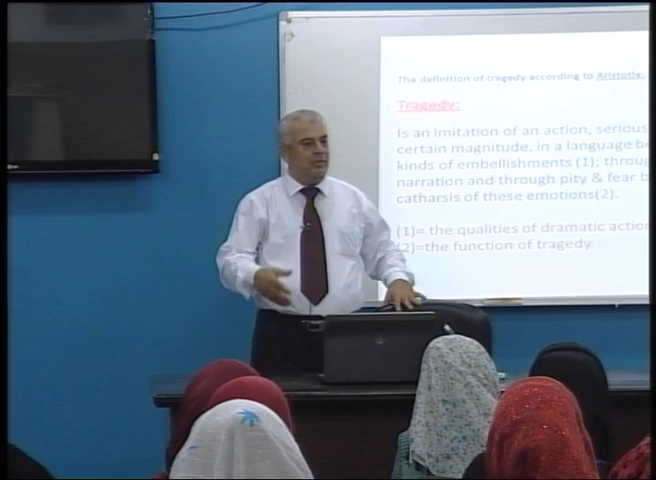 The definition of tragedy according to Aristotle:
Tragedy:
Is an imitation of an action, serious
certain magnitude, in a language be
kinds of embellishments (1); throug
narration and through pity & fear b
catharsis of these emotions(2).
(1)= the qualities of dramatic action
(2)=the function of tragedy